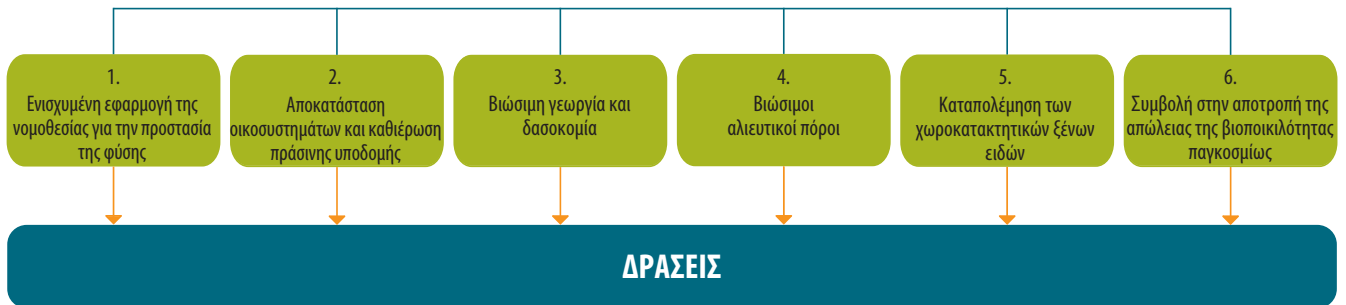 1.
Ενισχυμένη εφαρμογή της
νομοθεσίας για την προστασία
της φύσης
2.
Αποκατάσταση
οικοσυστημάτων και καθιέρωση
πράσινης υποδομής
3.
Βιώσιμη γεωργία και
δασοκομία
4.
Βιώσιμοι
αλιευτικοί πόροι
5.
Καταπολέμηση των
χωροκατακτητικών ξένων
ειδών
6.
Συμβολή στην αποτροπή της
απώλειας της βιοποικιλότητας
παγκοσμίως
ΔΡΑΣΕΙΣ